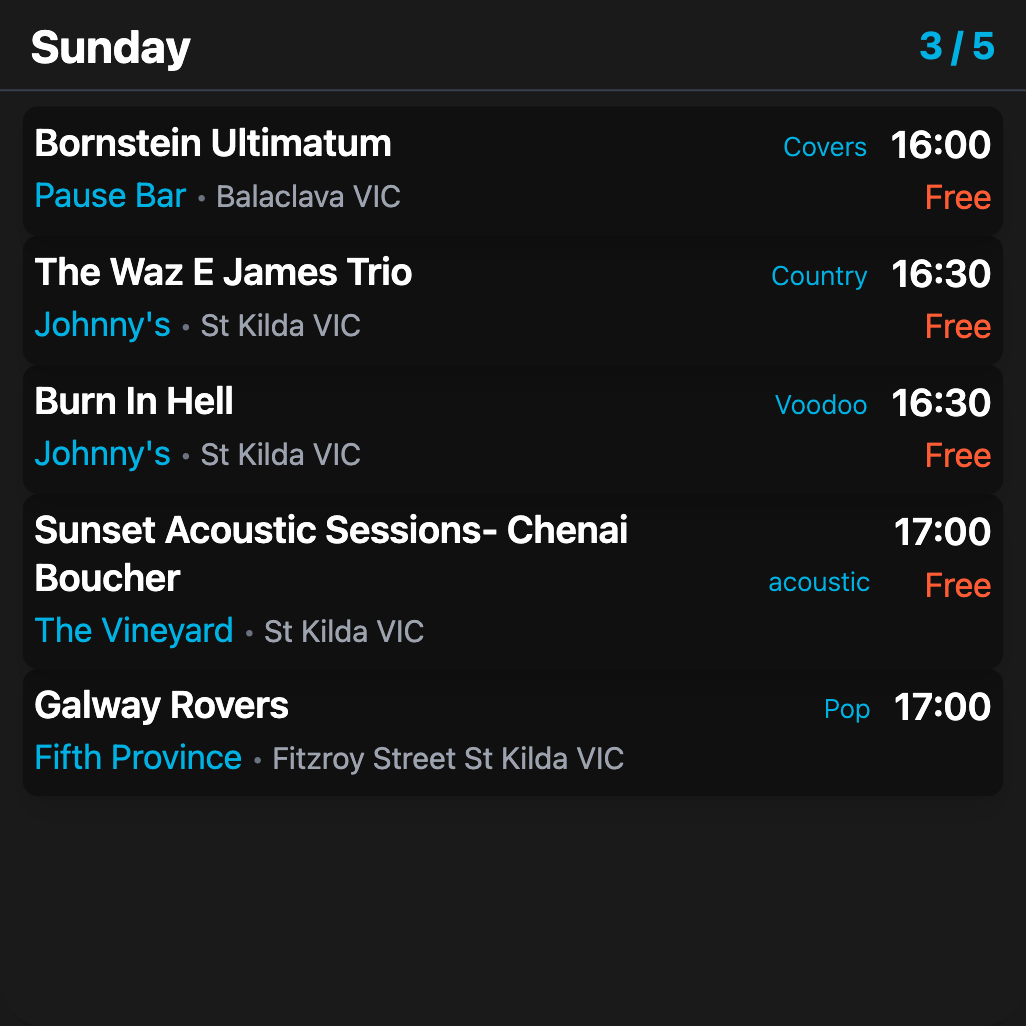 Sunday 3 / 5
Bornstein Ultimatum Covers 16:00
Pause Bar • Balaclava VIC Free
The Waz E James Trio Country 16:30
Johnny's • St Kilda VIC Free
Burn In Hell Voodoo 16:30
Johnny's • St Kilda VIC Free
Sunset Acoustic Sessions- Chenai 17:00
Boucher acoustic Free
The Vineyard • St Kilda VIC
Galway Rovers Pop 17:00
Fifth Province • Fitzroy Street St Kilda VIC